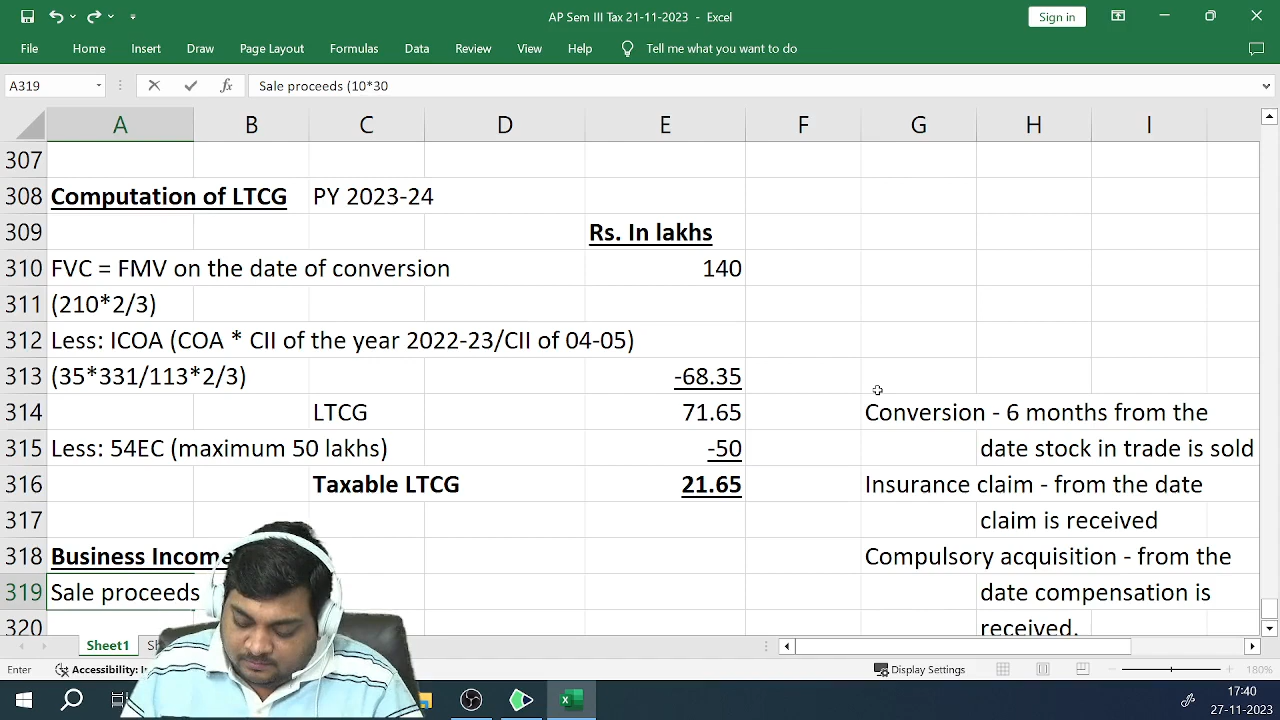 AP Sem III Tax 21-11-2023 - Excel
Sign in
File Home Insert Draw Page Layout Formulas Data Review View Help Tell me what you want to do
A319 fx Sale proceeds (10*30
A B C D E F G H I
307
308 Computation of LTCG PY 2023-24
309 Rs. In lakhs
310 FVC = FMV on the date of conversion 140
311 (210*2/3)
312 Less: ICOA (COA * CII of the year 2022-23/CII of 04-05)
313 (35*331/113*2/3) -68.35
314 LTCG 71.65 Conversion - 6 months from the
315 Less: 54EC (maximum 50 lakhs) -50 date stock in trade is sold
316 Taxable LTCG 21.65 Insurance claim - from the date
317 claim is received
318 Business Income Compulsory acquisition - from the
319 Sale proceeds date compensation is
320 received.
Sheet1
Enter Accessibility: Display Settings 180%
17:40
27-11-2023